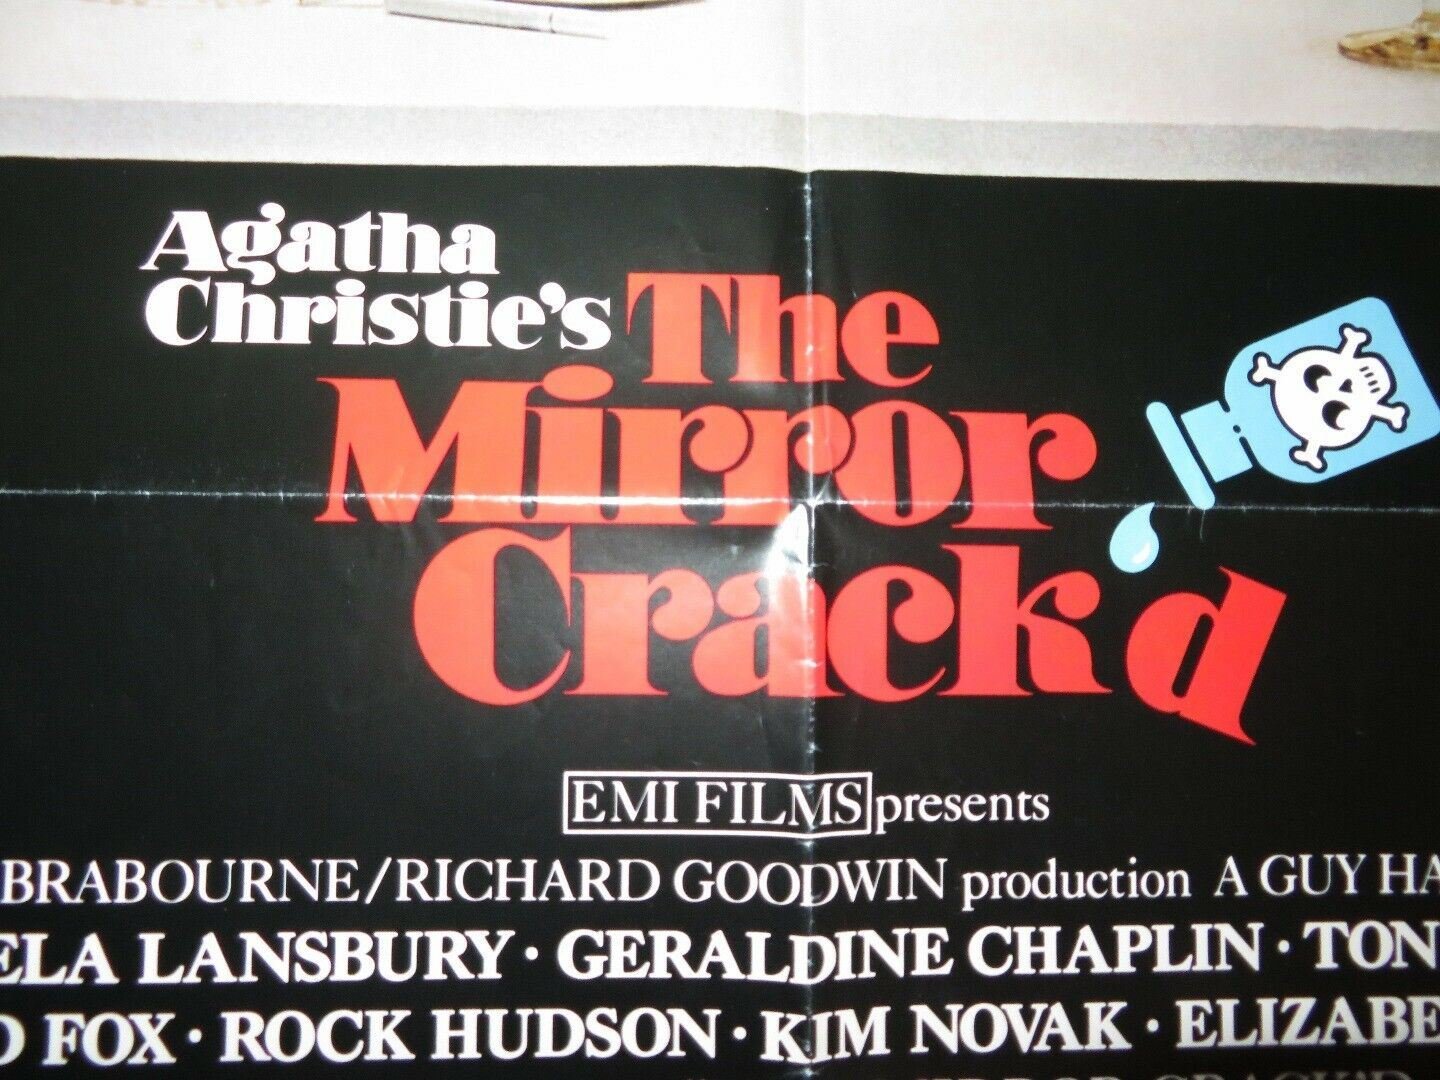 Agatha
Christie's The
Mirror
Crack'd
EMI FILMS presents
BRABOURNE/RICHARD GOODWIN production A GUY HA
ELA LANSBURY · GERALDINE CHAPLIN · TON
D FOX · ROCK HUDSON · KIM NOVAK · ELIZABE
CRACK'D